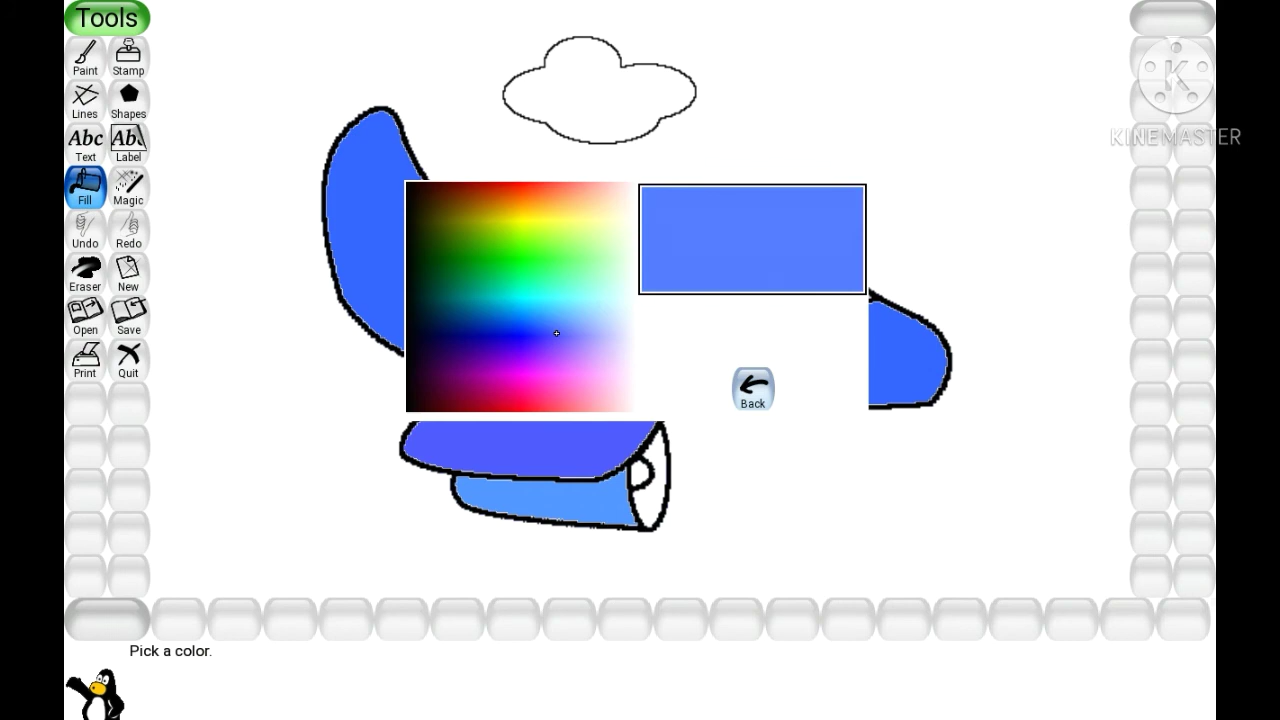 Tools
Paint Stamp
Lines Shapes
Abc Abc
Text Label
Fill Magic
Undo Redo
Eraser New
Open Save
Print Quit
K
KINEMASTER
Back
Pick a color.